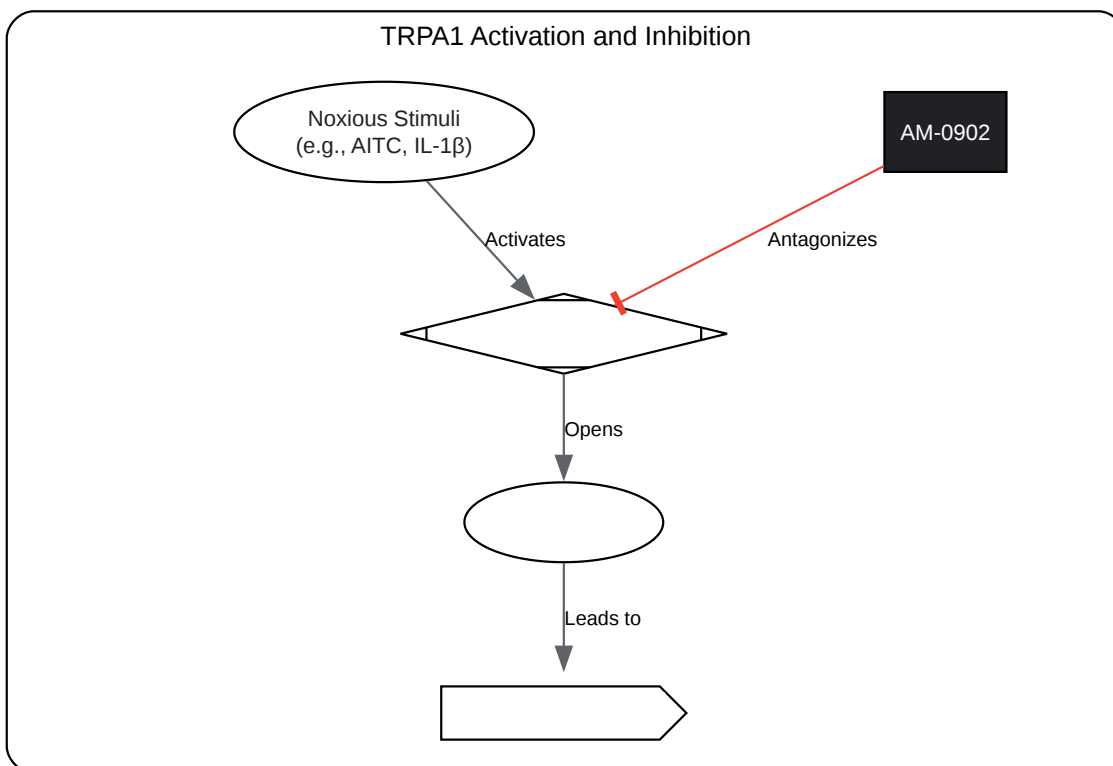 TRPA1 Activation and Inhibition
Noxious Stimuli
(e.g., AITC, IL-1β)
AM-0902
Activates
Antagonizes
Opens
Leads to